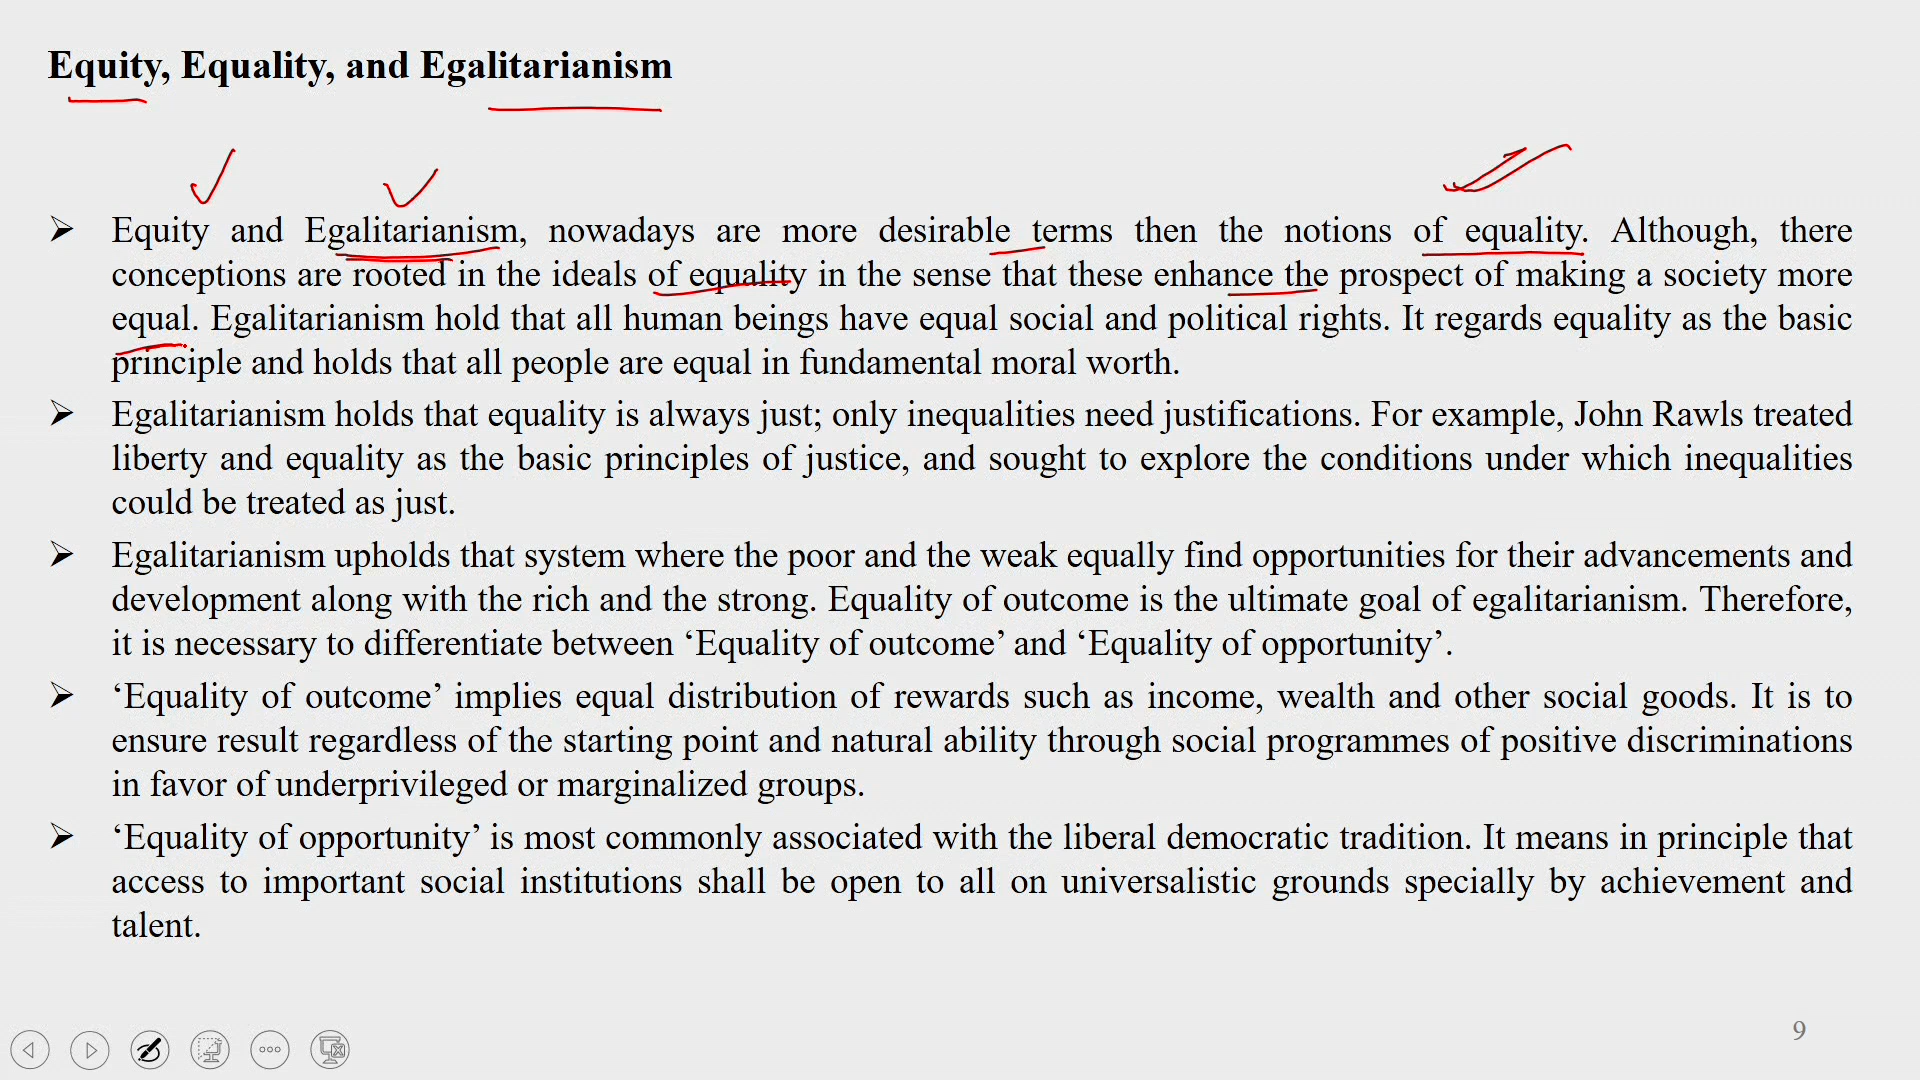 Equity, Equality, and Egalitarianism
➢ Equity and Egalitarianism, nowadays are more desirable terms then the notions of equality. Although, there
conceptions are rooted in the ideals of equality in the sense that these enhance the prospect of making a society more
equal. Egalitarianism hold that all human beings have equal social and political rights. It regards equality as the basic
principle and holds that all people are equal in fundamental moral worth.
➢ Egalitarianism holds that equality is always just; only inequalities need justifications. For example, John Rawls treated
liberty and equality as the basic principles of justice, and sought to explore the conditions under which inequalities
could be treated as just.
➢ Egalitarianism upholds that system where the poor and the weak equally find opportunities for their advancements and
development along with the rich and the strong. Equality of outcome is the ultimate goal of egalitarianism. Therefore,
it is necessary to differentiate between ‘Equality of outcome’ and ‘Equality of opportunity’.
➢ ‘Equality of outcome’ implies equal distribution of rewards such as income, wealth and other social goods. It is to
ensure result regardless of the starting point and natural ability through social programmes of positive discriminations
in favor of underprivileged or marginalized groups.
➢ ‘Equality of opportunity’ is most commonly associated with the liberal democratic tradition. It means in principle that
access to important social institutions shall be open to all on universalistic grounds specially by achievement and
talent.
9